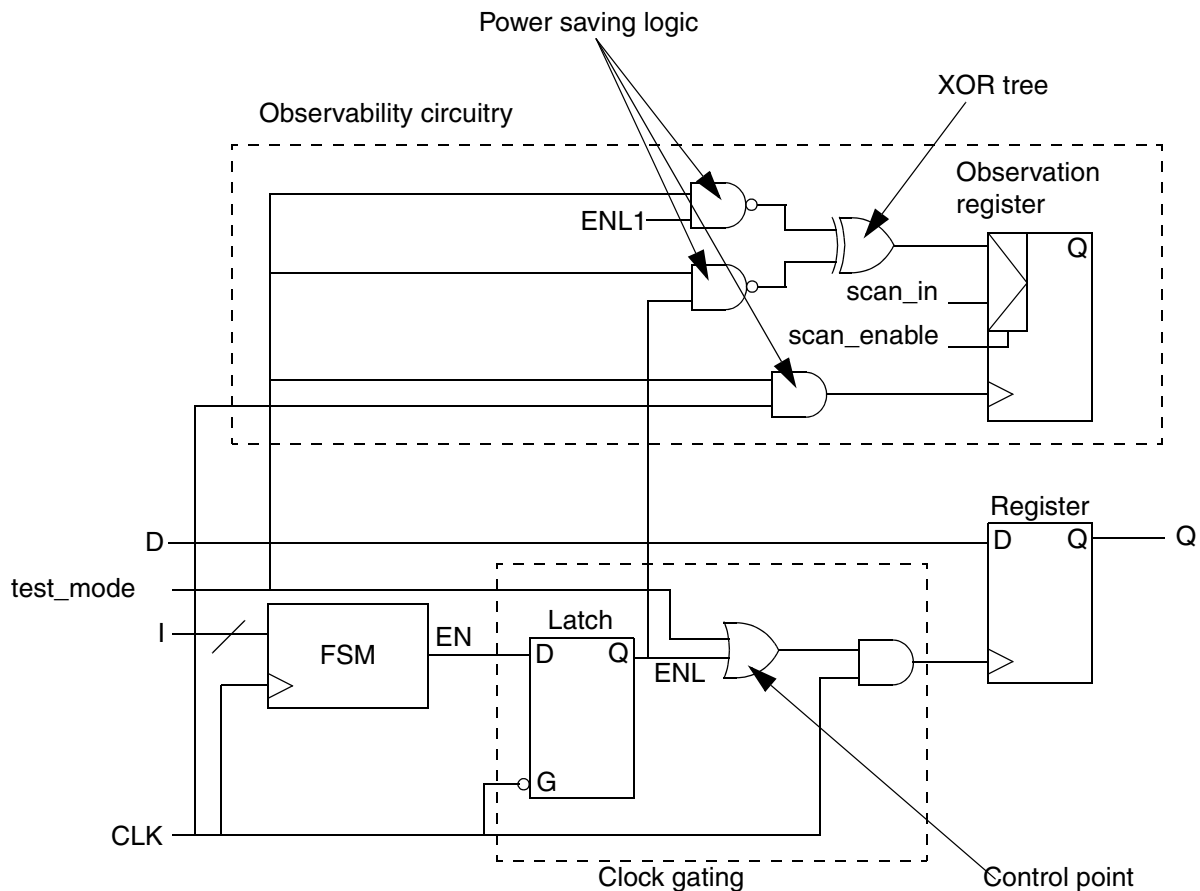 Power saving logic
XOR tree
Observability circuitry
Observation
register
ENL1
Q
scan_in
scan_enable
Register
D
D
Q
Q
test_mode
I
FSM
EN
Latch
D
Q
ENL
G
CLK
Clock gating
Control point